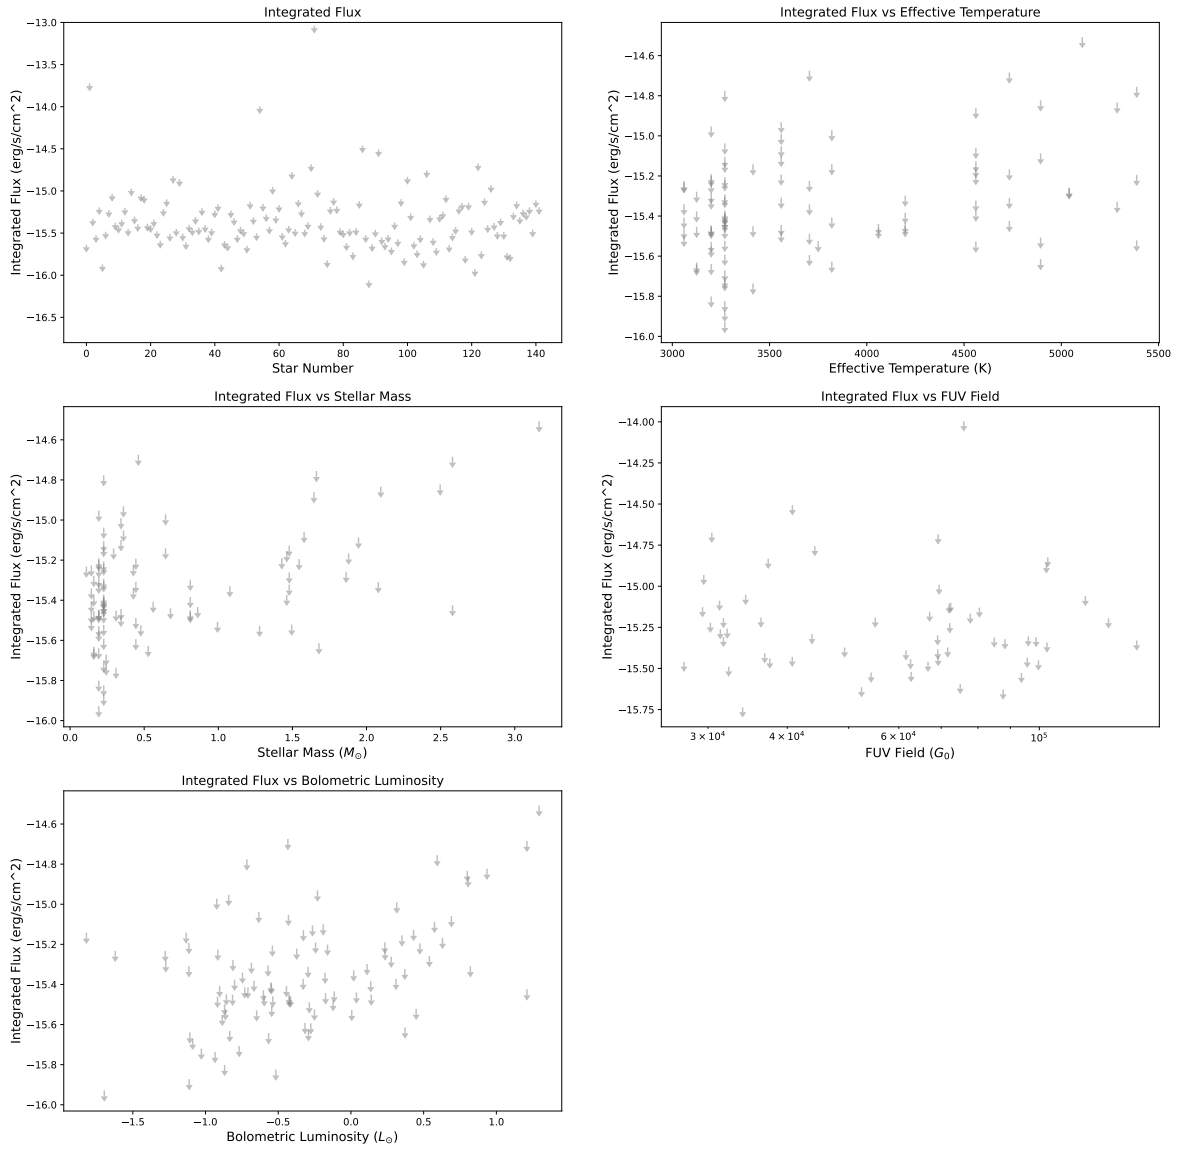 Integrated Flux
Integrated Flux (erg/s/cm^2)
−13.0
−13.5
−14.0
−14.5
−15.0
−15.5
−16.0
−16.5
0 20 40 60 80 100 120 140
Star Number
Integrated Flux vs Effective Temperature
Integrated Flux (erg/s/cm^2)
−14.6
−14.8
−15.0
−15.2
−15.4
−15.6
−15.8
−16.0
3000 3500 4000 4500 5000 5500
Effective Temperature (K)
Integrated Flux vs Stellar Mass
Integrated Flux (erg/s/cm^2)
−14.6
−14.8
−15.0
−15.2
−15.4
−15.6
−15.8
−16.0
0.0 0.5 1.0 1.5 2.0 2.5 3.0
Stellar Mass (M⊙)
Integrated Flux vs FUV Field
Integrated Flux (erg/s/cm^2)
−14.00
−14.25
−14.50
−14.75
−15.00
−15.25
−15.50
−15.75
3 × 10⁴ 4 × 10⁴ 6 × 10⁴ 10⁵
FUV Field (G₀)
Integrated Flux vs Bolometric Luminosity
Integrated Flux (erg/s/cm^2)
−14.6
−14.8
−15.0
−15.2
−15.4
−15.6
−15.8
−16.0
−1.5 −1.0 −0.5 0.0 0.5 1.0
Bolometric Luminosity (L⊙)